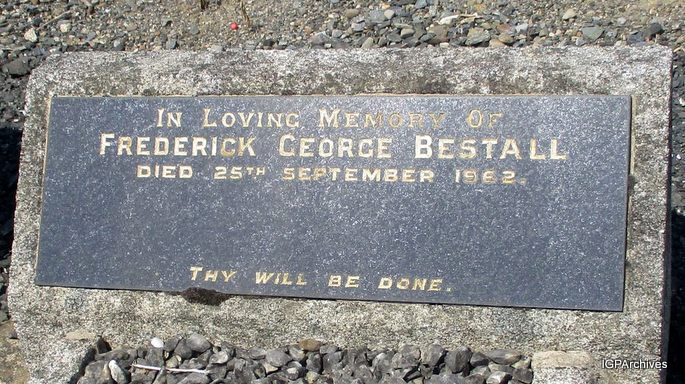 In Loving Memory Of
Frederick George Bestall
Died 25TH September 1962.
Thy will be done.
IGPArchives